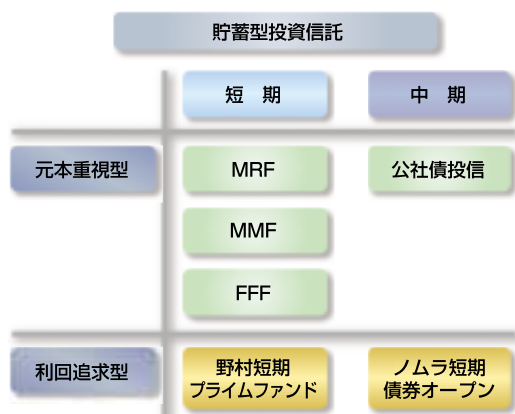 貯蓄型投資信託
短 期
中 期
元本重視型
MRF
公社債投信
MMF
FFF
利回追求型
野村短期
プライムファンド
ノムラ短期
債券オープン